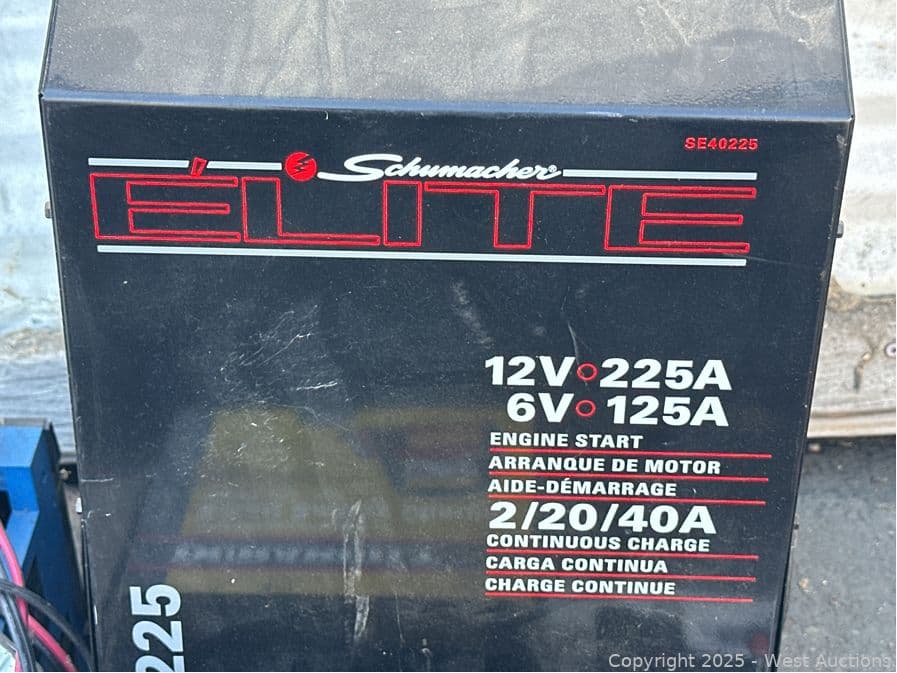 SE40225
Schumacher®
ÉLITE
12V 225A
6V 125A
ENGINE START
ARRANQUE DE MOTOR
AIDE-DÉMARRAGE
2/20/40A
CONTINUOUS CHARGE
CARGA CONTINUA
CHARGE CONTINUE
225
Copyright 2025 - West Auctions